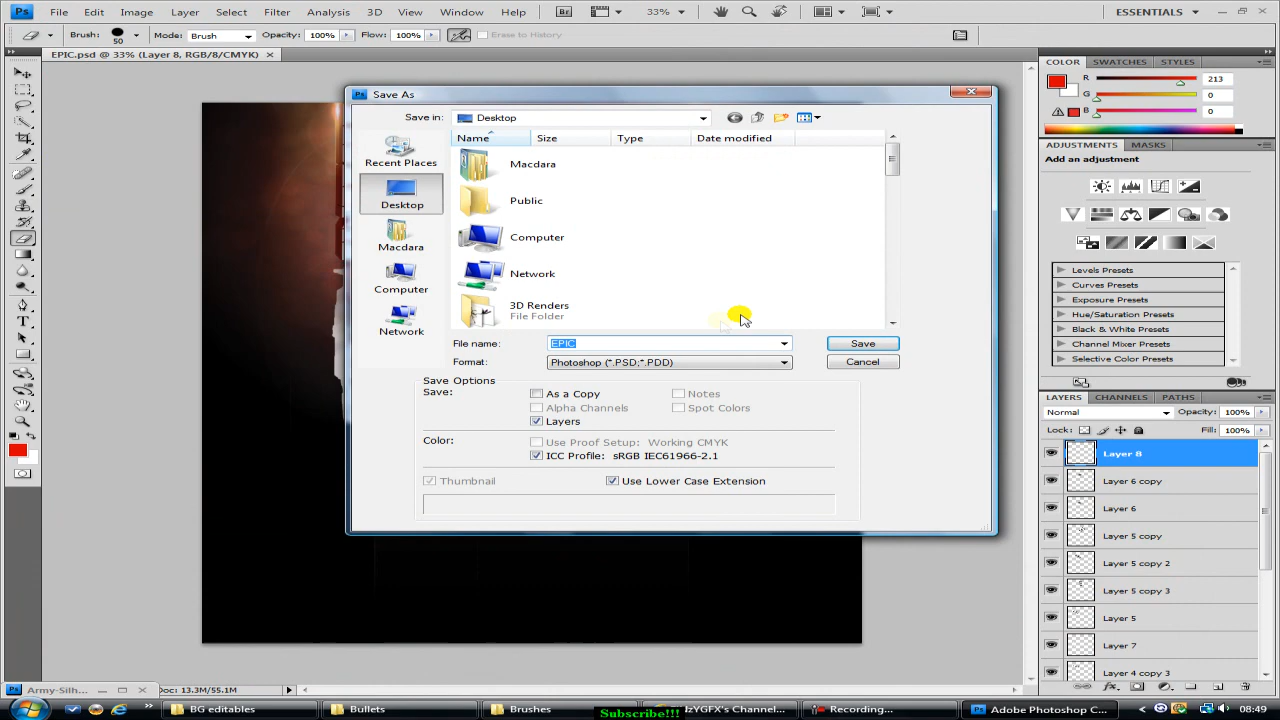 Ps File Edit Image Layer Select Filter Analysis 3D View Window Help Br 33% ESSENTIALS
Brush: 50 Mode: Brush Opacity: 100% Flow: 100% Erase to History
EPIC.psd @ 33% (Layer 8, RGB/8/CMYK)
COLOR SWATCHES STYLES
R 213
G 0
B 0
ADJUSTMENTS MASKS
Add an adjustment
Levels Presets
Curves Presets
Exposure Presets
Hue/Saturation Presets
Black & White Presets
Channel Mixer Presets
Selective Color Presets
LAYERS CHANNELS PATHS
Normal Opacity: 100%
Lock: Fill: 100%
Layer 8
Layer 6 copy
Layer 6
Layer 5 copy
Layer 5 copy 2
Layer 5 copy 3
Layer 5
Layer 7
Layer 4 copy 3
Ps Save As
Save in: Desktop
Name Size Type Date modified
Recent Places
Desktop
Macdara
Computer
Network
Macdara
Public
Computer
Network
3D Renders
File Folder
File name: EPIC Save
Format: Photoshop (*.PSD;*.PDD) Cancel
Save Options
Save: As a Copy Notes
Alpha Channels Spot Colors
Layers
Color: Use Proof Setup: Working CMYK
ICC Profile: sRGB IEC61966-2.1
Thumbnail Use Lower Case Extension
Ps Army-Silh... Doc: 13.3M/55.1M
BG editables Bullets Brushes IzYGFX's Channel... Recording... Ps Adobe Photoshop C... 08:49
Subscribe!!!